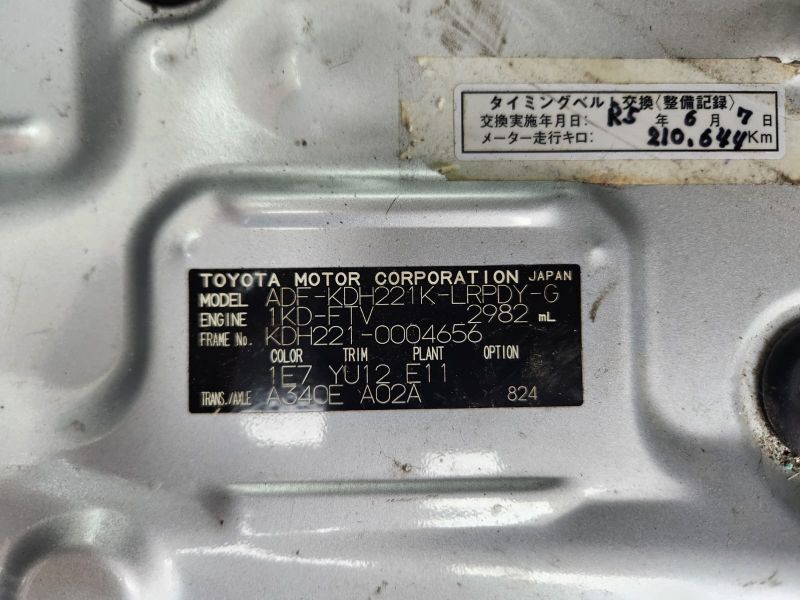 タイミングベルト交換〈整備記録〉
交換実施年月日: R5 年 6 月 7 日
メーター走行キロ: 210,644Km
TOYOTA MOTOR CORPORATION JAPAN
MODEL ADF-KDH221K-LRPDY-G
ENGINE 1KD-FTV 2982 mL
FRAME No. KDH221-0004656
COLOR TRIM PLANT OPTION
1E7 YU12 E11
TRANS./AXLE A340E A02A 824